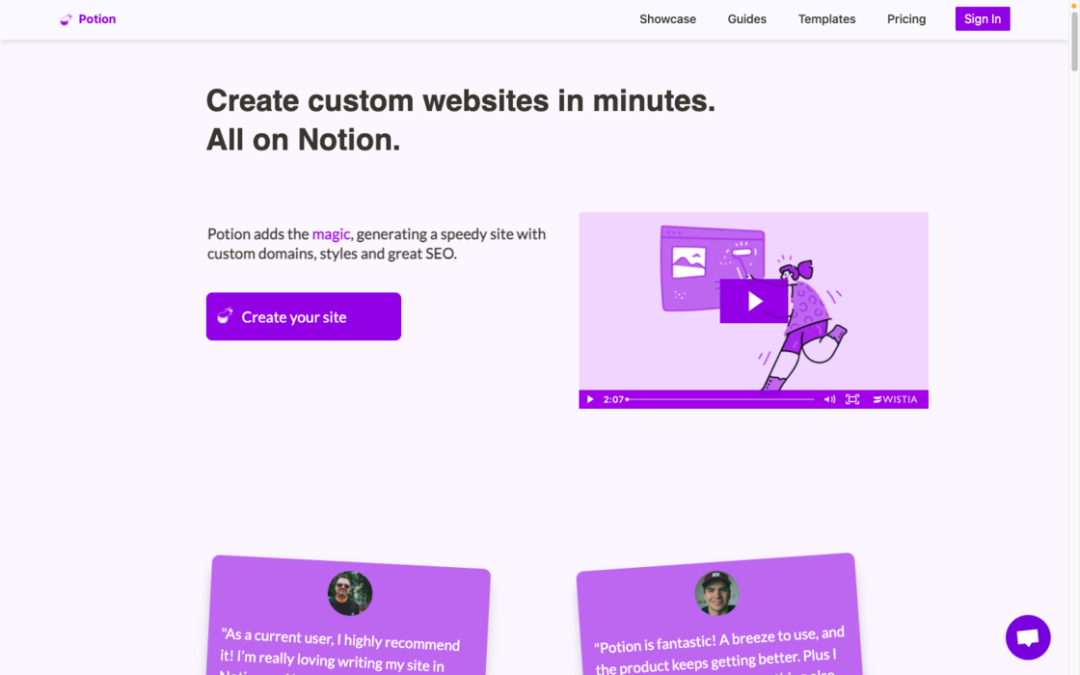 Potion
Showcase
Guides
Templates
Pricing
Sign In
Create custom websites in minutes.
All on Notion.
Potion adds the magic, generating a speedy site with
custom domains, styles and great SEO.
Create your site
2:07
WISTIA
"As a current user, I highly recommend
it! I'm really loving writing my site in
"Potion is fantastic! A breeze to use, and
the product keeps getting better. Plus I